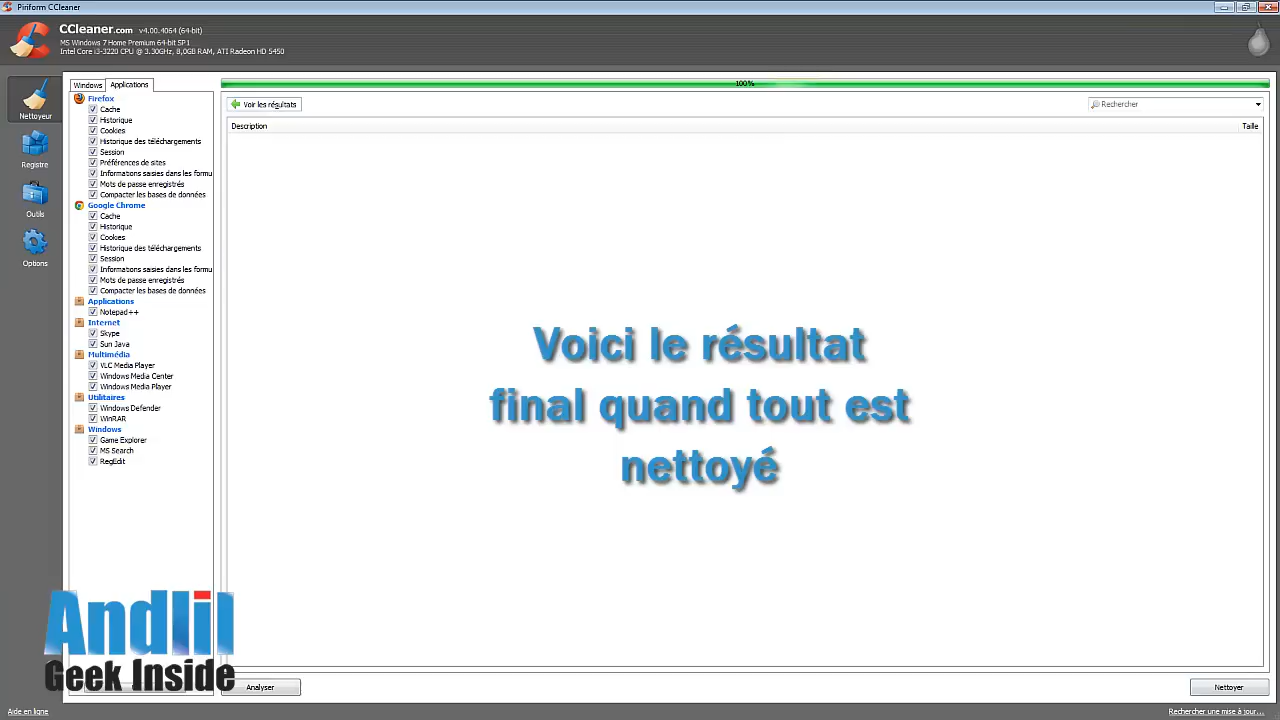 Piriform CCleaner
CCleaner.com v4.00.4064 (64-bit)
MS Windows 7 Home Premium 64-bit SP1
Intel Core i3-3220 CPU @ 3.30GHz, 8,0GB RAM, ATI Radeon HD 5450
Nettoyeur
Registre
Outils
Options
Windows Applications
Firefox
Cache
Historique
Cookies
Historique des téléchargements
Session
Préférences de sites
Informations saisies dans les formu
Mots de passe enregistrés
Compacter les bases de données
Google Chrome
Cache
Historique
Cookies
Historique des téléchargements
Session
Informations saisies dans les formu
Mots de passe enregistrés
Compacter les bases de données
Applications
Notepad++
Internet
Skype
Sun Java
Multimédia
VLC Media Player
Windows Media Center
Windows Media Player
Utilitaires
Windows Defender
WinRAR
Windows
Game Explorer
MS Search
RegEdit
100%
Voir les résultats
Rechercher
Description Taille
Voici le résultat
final quand tout est
nettoyé
Andlil
Geek Inside
Analyser
Nettoyer
Aide en ligne
Rechercher une mise à jour...